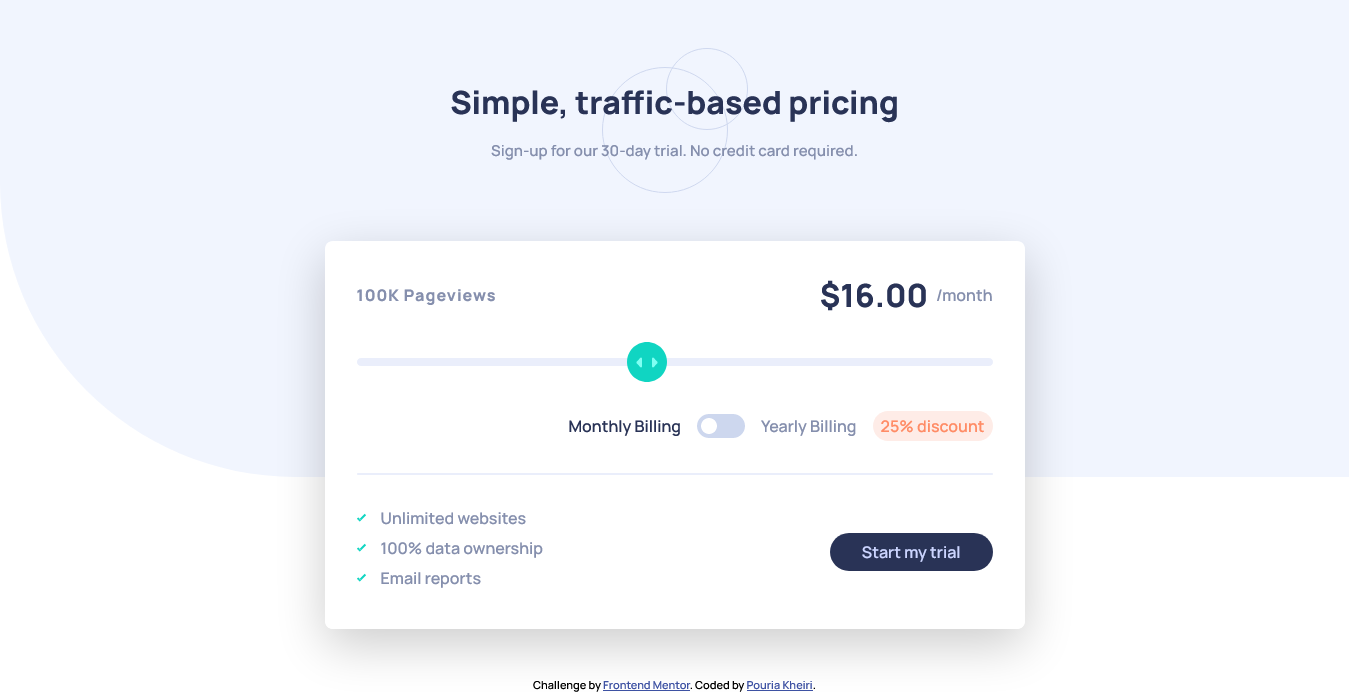 Simple, traffic-based pricing
Sign-up for our 30-day trial. No credit card required.
100K Pageviews
$16.00 /month
Monthly Billing
Yearly Billing
25% discount
Unlimited websites
100% data ownership
Email reports
Start my trial
Challenge by Frontend Mentor. Coded by Pouria Kheiri.